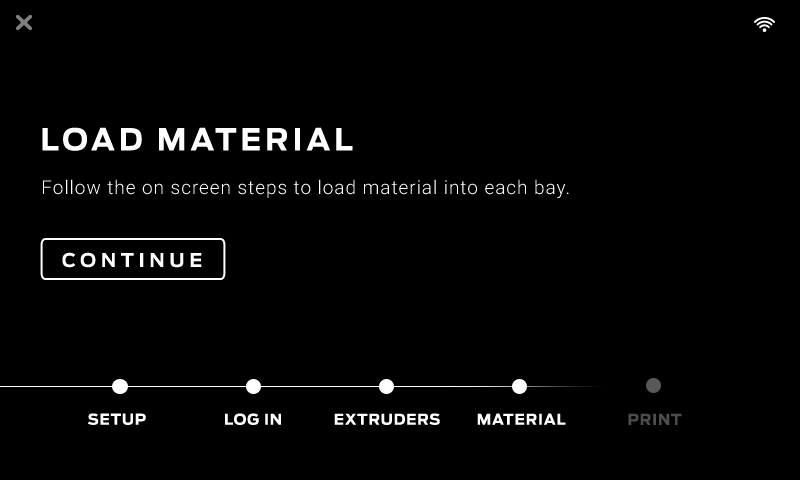 LOAD MATERIAL
Follow the on screen steps to load material into each bay.
CONTINUE
SETUP LOG IN EXTRUDERS MATERIAL PRINT